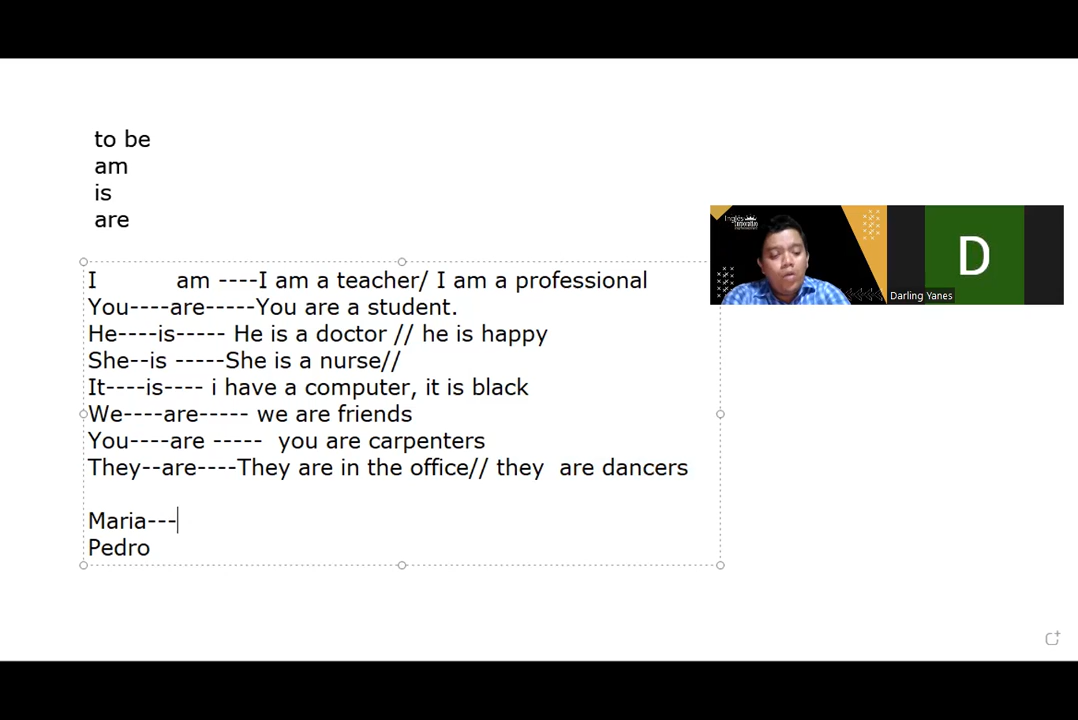 to be
am
is
are
I am ----I am a teacher/ I am a professional
You----are-----You are a student.
He----is----- He is a doctor // he is happy
She--is -----She is a nurse//
It----is---- i have a computer, it is black
We----are----- we are friends
You----are ----- you are carpenters
They--are----They are in the office// they are dancers
Maria---
Pedro
Inglés
D
Darling Yanes